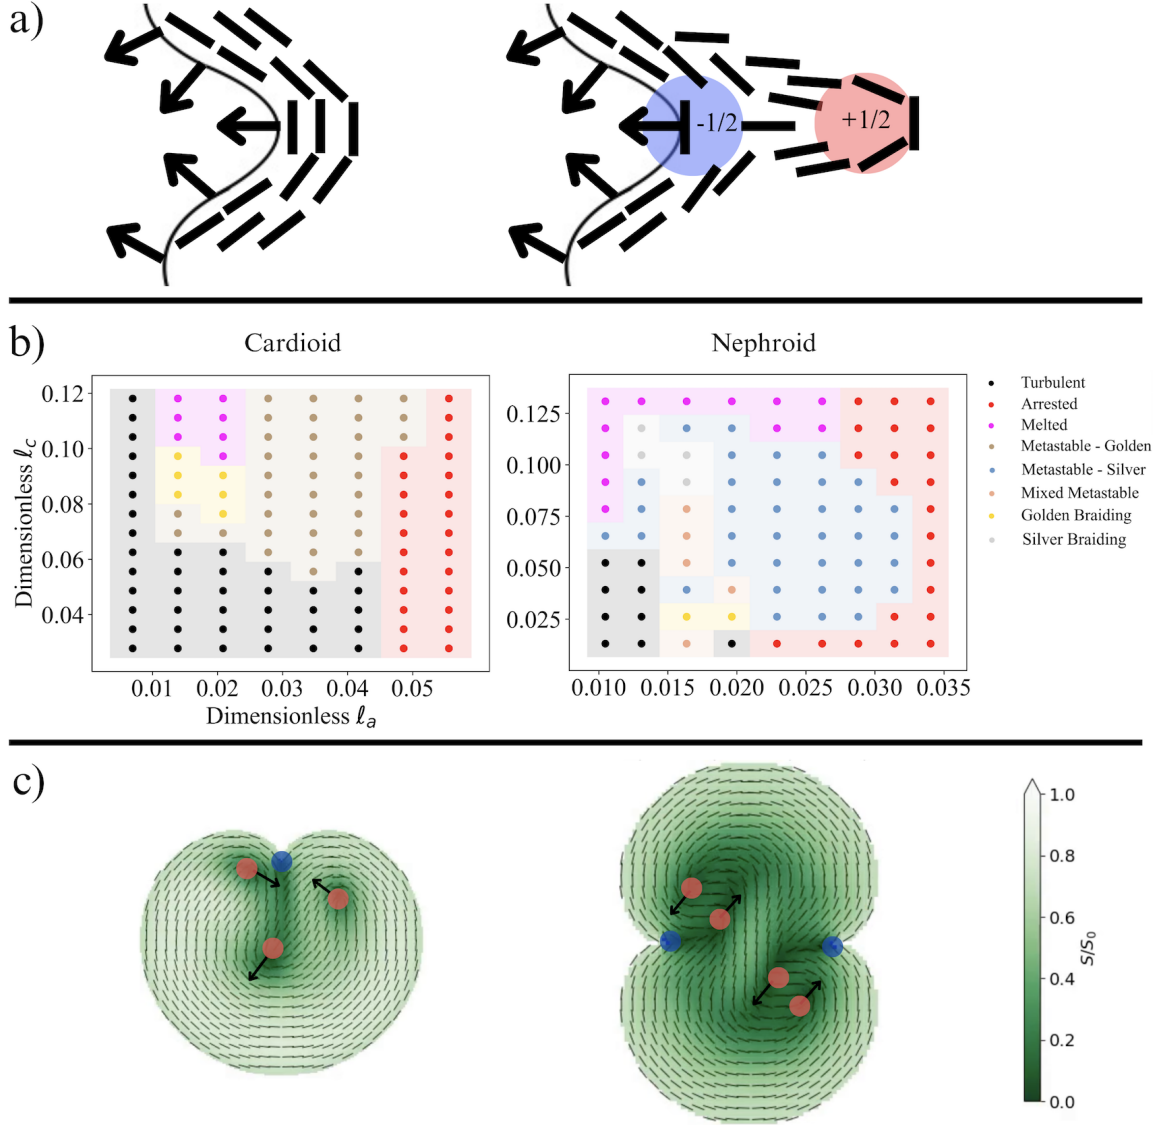 a)
-1/2
+1/2
b)
Cardioid
Nephroid
Dimensionless ℓc
0.12
0.10
0.08
0.06
0.04
0.01 0.02 0.03 0.04 0.05
Dimensionless ℓa
0.125
0.100
0.075
0.050
0.025
0.010 0.015 0.020 0.025 0.030 0.035
Turbulent
Arrested
Melted
Metastable - Golden
Metastable - Silver
Mixed Metastable
Golden Braiding
Silver Braiding
c)
1.0
0.8
0.6
0.4
0.2
0.0
S/S₀